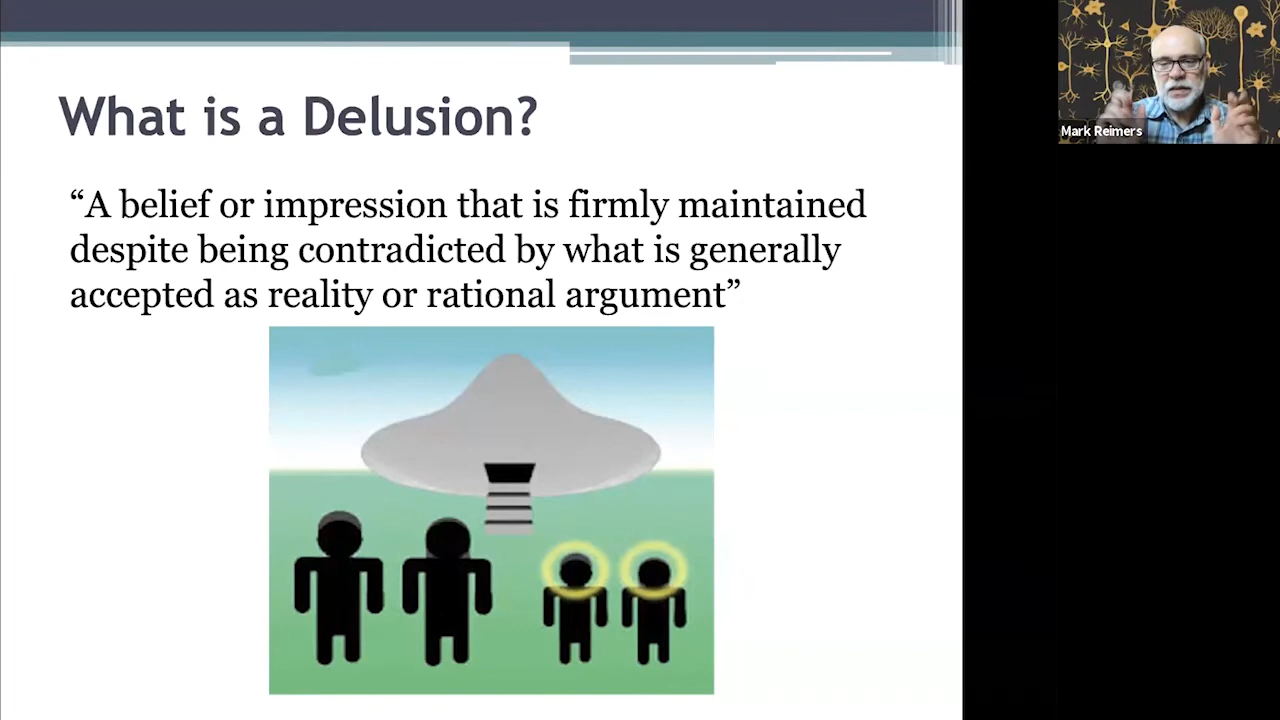 What is a Delusion?
“A belief or impression that is firmly maintained
despite being contradicted by what is generally
accepted as reality or rational argument”
Mark Reimers